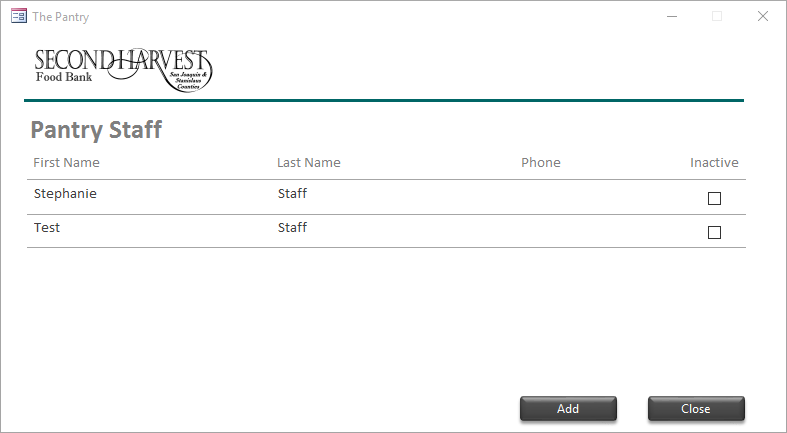 The Pantry
SECOND HARVEST
Food Bank
San Joaquin &
Stanislaus
Counties
Pantry Staff
First Name Last Name Phone Inactive
Stephanie Staff
Test Staff
Add Close